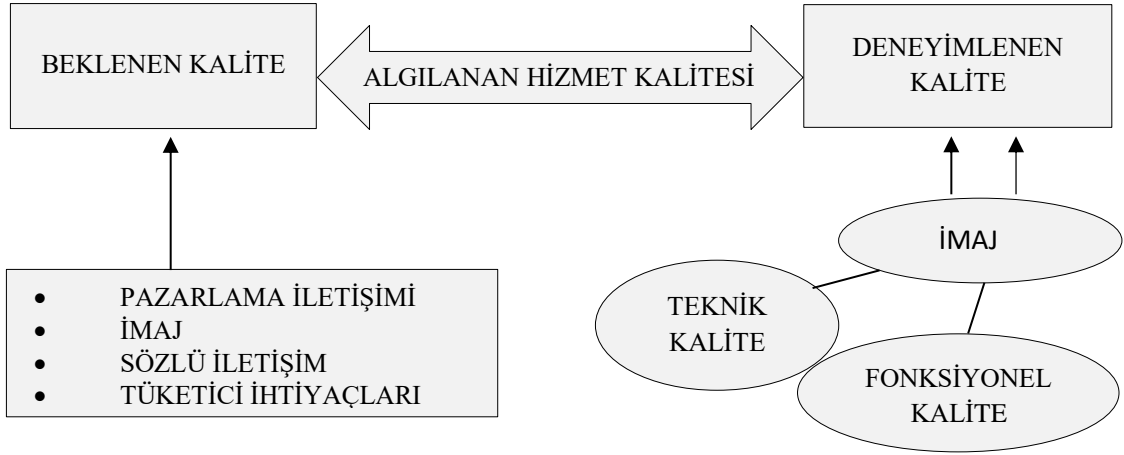 BEKLENEN KALİTE
ALGILANAN HİZMET KALİTESİ
DENEYİMLENEN
KALİTE
• PAZARLAMA İLETİŞİMİ
• İMAJ
• SÖZLÜ İLETİŞİM
• TÜKETİCİ İHTİYAÇLARI
İMAJ
TEKNİK
KALİTE
FONKSİYONEL
KALİTE